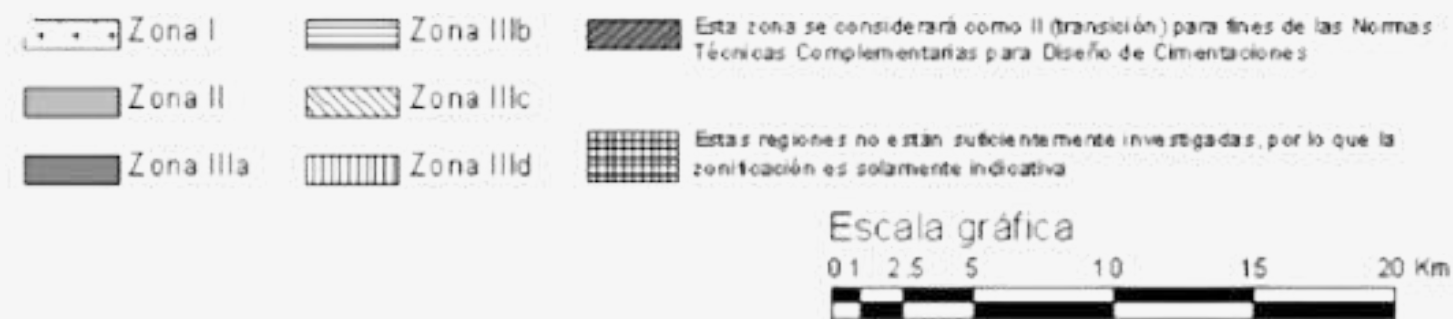 Zona I
Zona II
Zona IIIa
Zona IIIb
Zona IIIc
Zona IIId
Esta zona se considerará como II (transición) para fines de las Normas
Técnicas Complementarias para Diseño de Cimentaciones
Estas regiones no están suficientemente investigadas, por lo que la
zonificación es solamente indicativa
Escala gráfica
0 1 2.5 5 10 15 20 Km